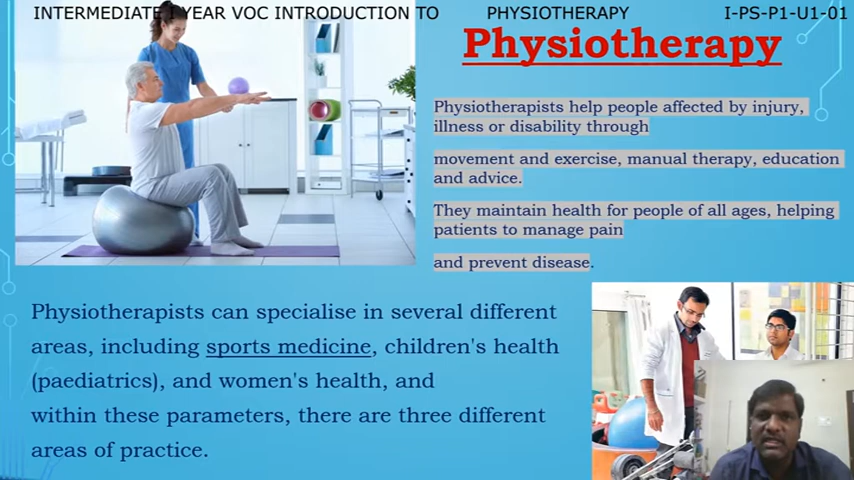 INTERMEDIATE I YEAR VOC INTRODUCTION TO PHYSIOTHERAPY I-PS-P1-U1-01
Physiotherapy
Physiotherapists help people affected by injury,
illness or disability through
movement and exercise, manual therapy, education
and advice.
They maintain health for people of all ages, helping
patients to manage pain
and prevent disease.
Physiotherapists can specialise in several different
areas, including sports medicine, children's health
(paediatrics), and women's health, and
within these parameters, there are three different
areas of practice.